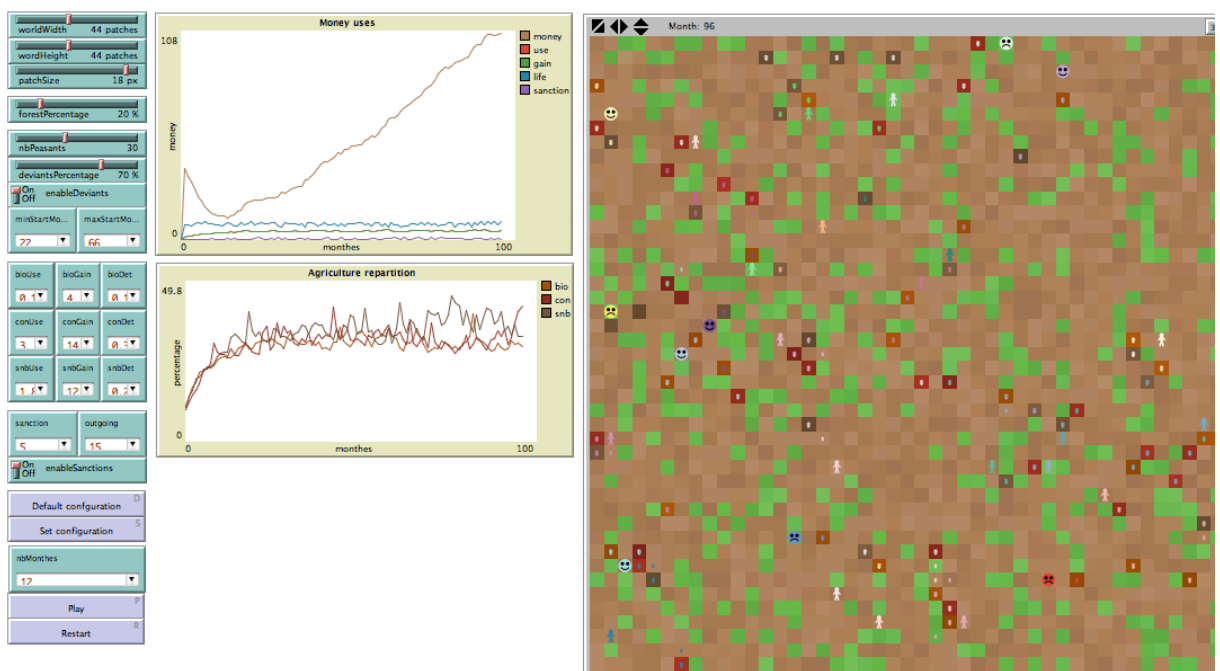 worldWidth 44 patches
wordHeight 44 patches
patchSize 18 px
forestPercentage 20 %
nbPeasants 30
deviantsPercentage 70 %
On
Off
enableDeviants
minStartMo... maxStartMo...
22 66
bioUse bioGain bioDet
4
conUse conGain conDet
3 14
snbUse snbGain snbDet
12
sanction outgoing
5 15
On
Off
enableSanctions
Default confguration D
Set confguration S
nbMonthes
12
Play P
Restart R
Money uses
108
money
0
0 monthes 100
money
use
gain
life
sanction
Agriculture repartition
49.8
percentage
0
0 monthes 100
bio
con
snb
Month: 96